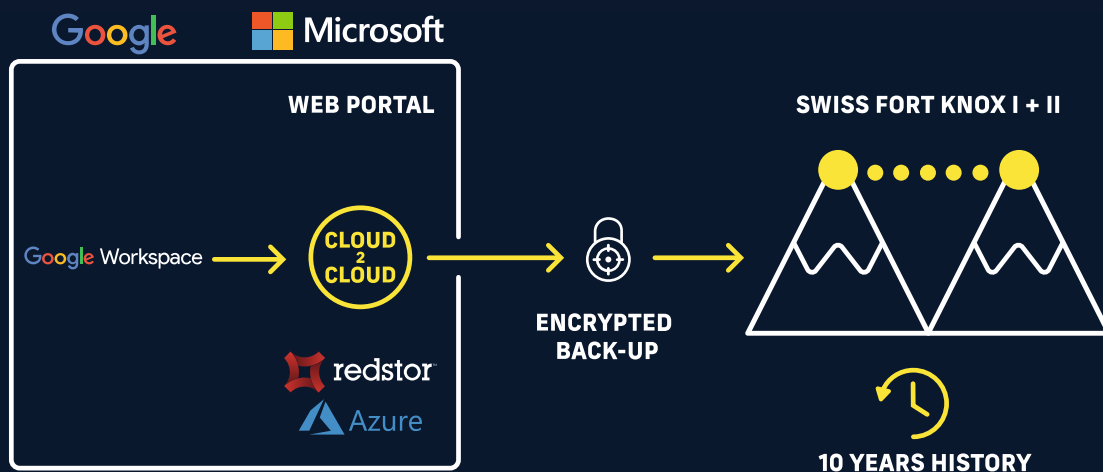 Google
Microsoft
WEB PORTAL
SWISS FORT KNOX I + II
Google Workspace
CLOUD
2
CLOUD
ENCRYPTED
BACK-UP
redstor
Azure
10 YEARS HISTORY